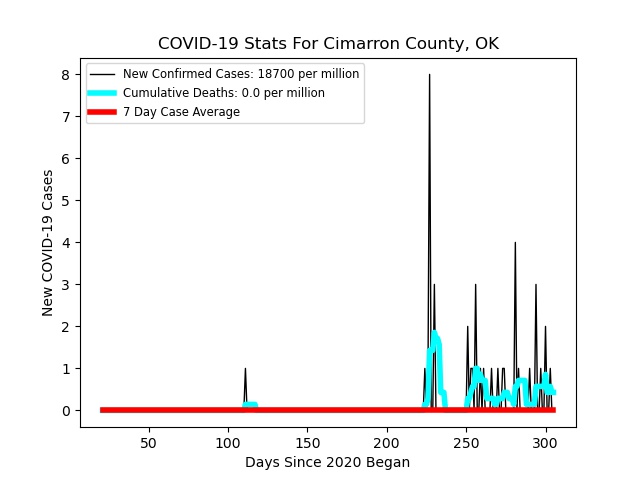 COVID-19 Stats For Cimarron County, OK
New Confirmed Cases: 18700 per million
Cumulative Deaths: 0.0 per million
7 Day Case Average
New COVID-19 Cases
8
7
6
5
4
3
2
1
0
50 100 150 200 250 300
Days Since 2020 Began